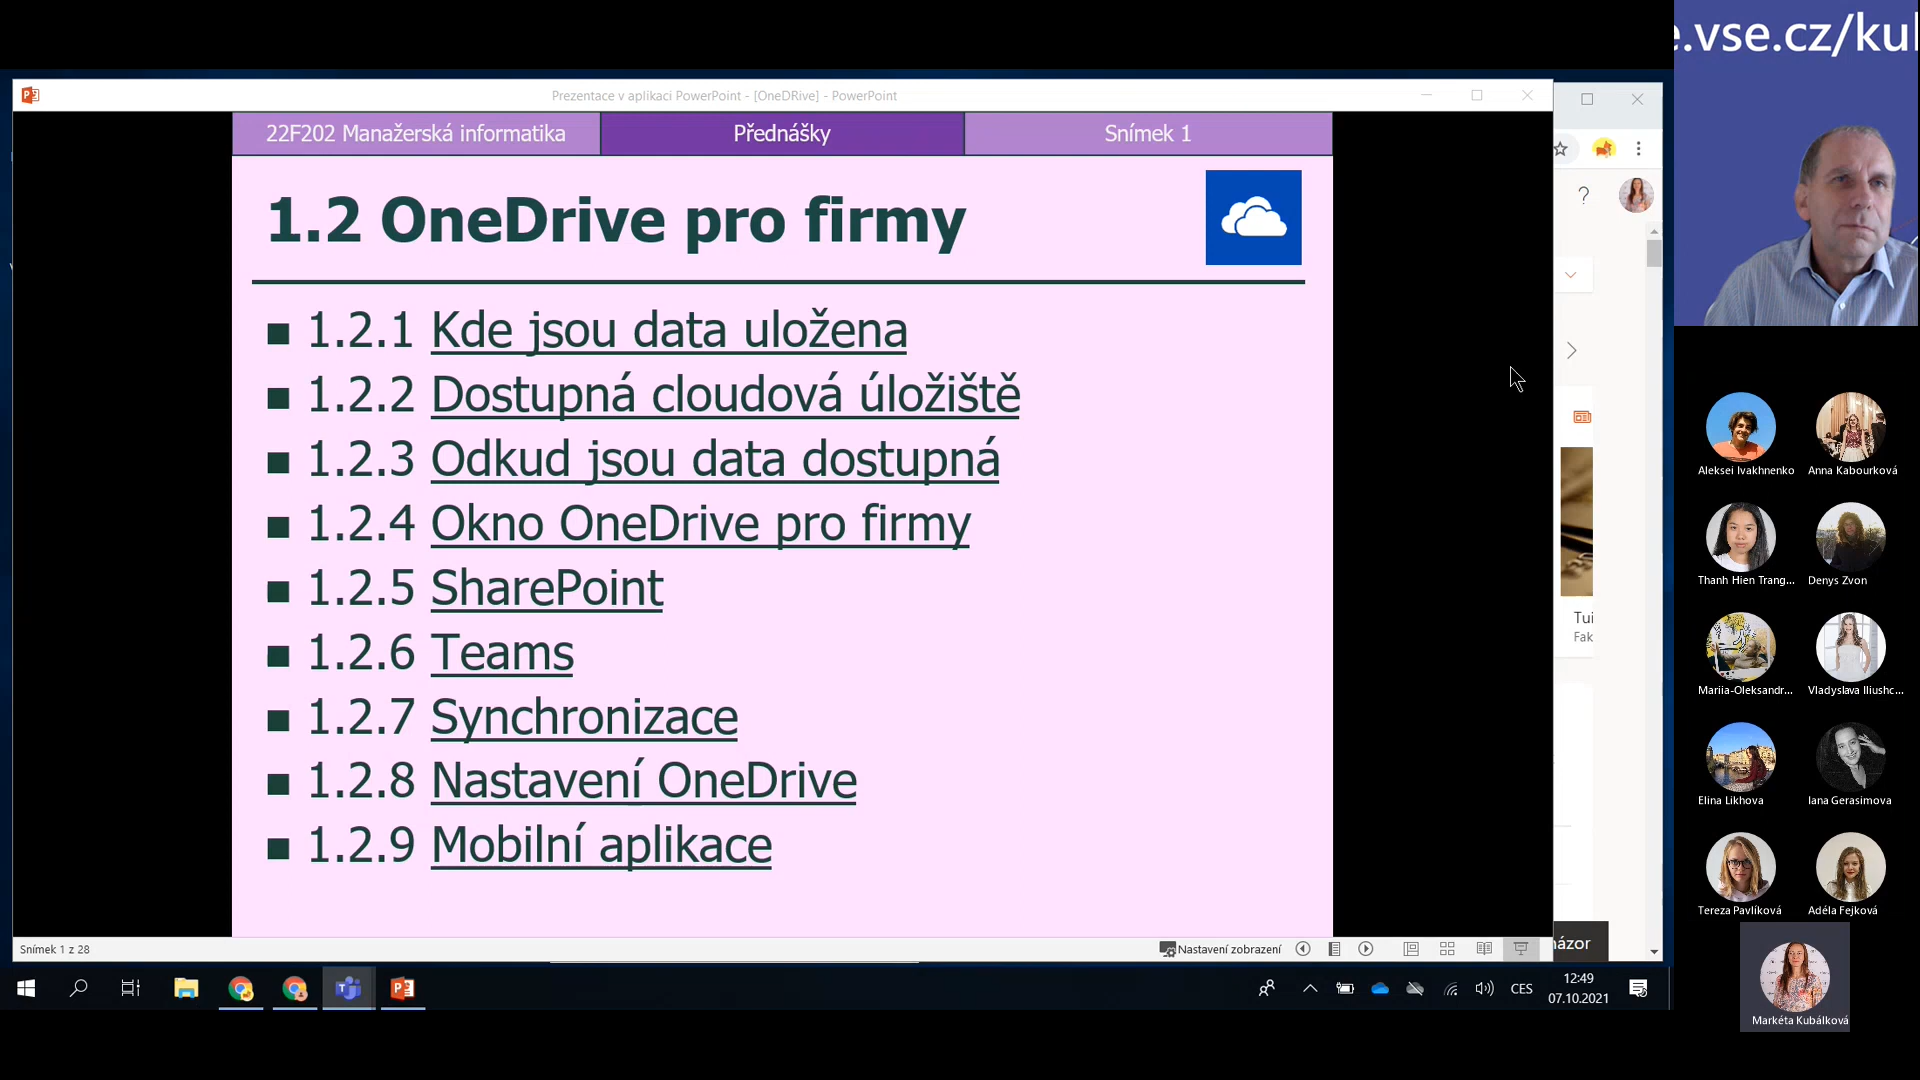 e.vse.cz/kul
Prezentace v aplikaci PowerPoint - [OneDRive] - PowerPoint
22F202 Manažerská informatika
Přednášky
Snímek 1
1.2 OneDrive pro firmy
■ 1.2.1 Kde jsou data uložena
■ 1.2.2 Dostupná cloudová úložiště
■ 1.2.3 Odkud jsou data dostupná
■ 1.2.4 Okno OneDrive pro firmy
■ 1.2.5 SharePoint
■ 1.2.6 Teams
■ 1.2.7 Synchronizace
■ 1.2.8 Nastavení OneDrive
■ 1.2.9 Mobilní aplikace
Tui
Fak
názor
Snímek 1 z 28
Nastavení zobrazení
CES
12:49
07.10.2021
Aleksei Ivakhnenko
Anna Kabourková
Thanh Hien Trang...
Denys Zvon
Mariia-Oleksandr...
Vladyslava Iliushc...
Elina Likhova
Iana Gerasimova
Tereza Pavlíková
Adéla Fejková
Markéta Kubálková